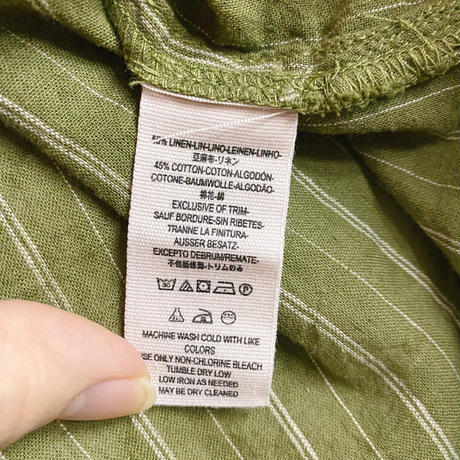 LINEN-LIN-LINO-LEINEN-LINHO-
亞麻布-リネン
45% COTTON-COTON-ALGODÓN-
COTONE-BAUMWOLLE-ALGODÃO-
棉花-綿
EXCLUSIVE OF TRIM-
SAUF BORDURE-SIN RIBETES-
TRANNE LA FINITURA-
AUSSER BESATZ-
EXCEPTO DEBRUM/REMATE-
不包括修飾-トリムのみ
MACHINE WASH COLD WITH LIKE
COLORS
USE ONLY NON-CHLORINE BLEACH
TUMBLE DRY LOW
LOW IRON AS NEEDED
MAY BE DRY CLEANED